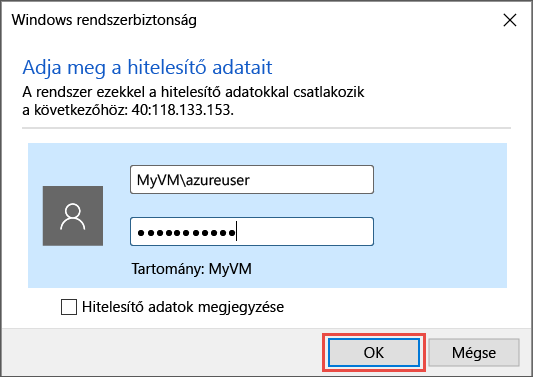 Windows rendszerbiztonság
Adja meg a hitelesítő adatait
A rendszer ezekkel a hitelesítő adatokkal csatlakozik
a következőhöz: 40:118.133.153.
MyVM\azureuser
●●●●●●●●●●●
Tartomány: MyVM
Hitelesítő adatok megjegyzése
OK
Mégse